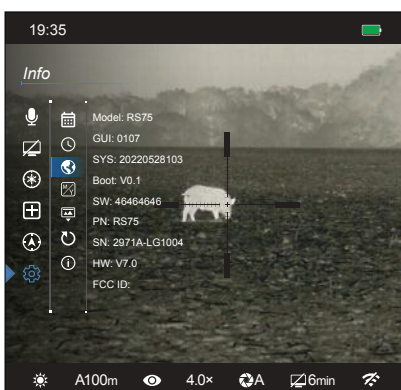 19:35
Info
Model: RS75
GUI: 0107
SYS: 20220528103
Boot: V0.1
SW: 46464646
PN: RS75
SN: 2971A-LG1004
HW: V7.0
FCC ID:
A100m 4.0× A 6min